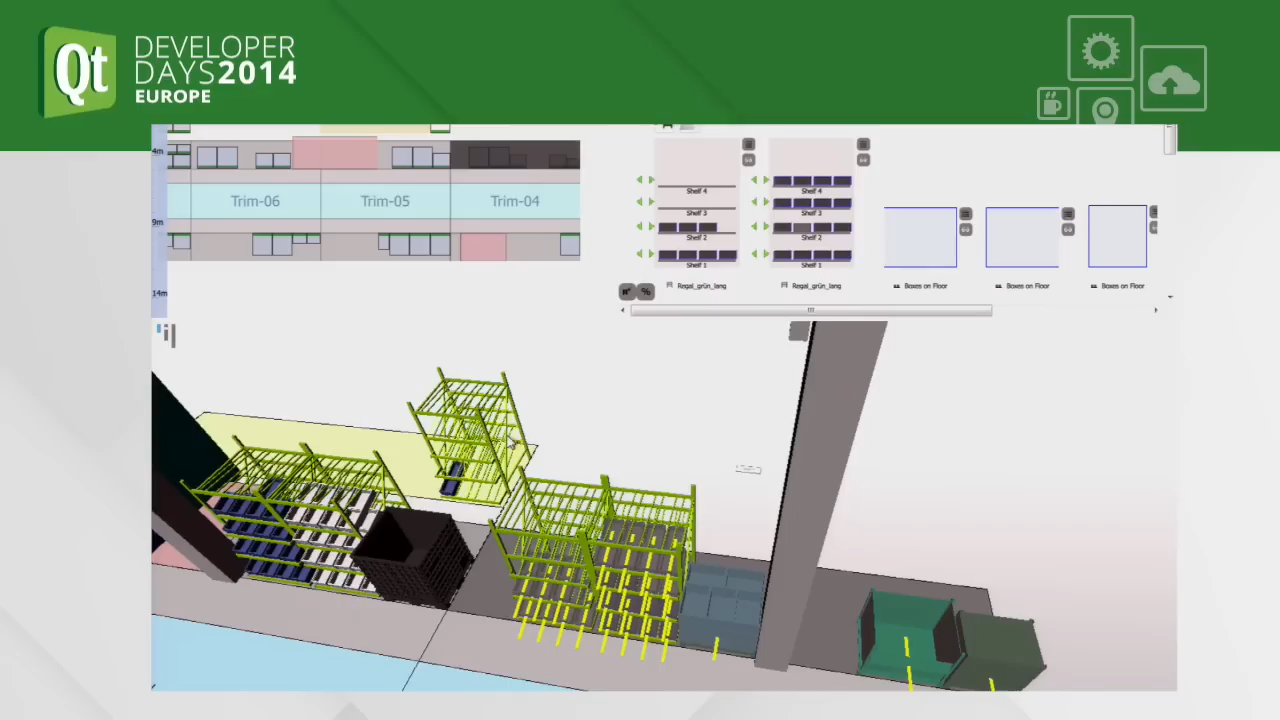 Qt
DEVELOPER
DAYS 2014
EUROPE
4m
Trim-06 Trim-05 Trim-04
9m
14m
Shelf 4 Shelf 4
Shelf 3 Shelf 3
Shelf 2 Shelf 2
Shelf 1 Shelf 1
Regal_grün_lang Regal_grün_lang Boxes on Floor Boxes on Floor Boxes on Floor
%